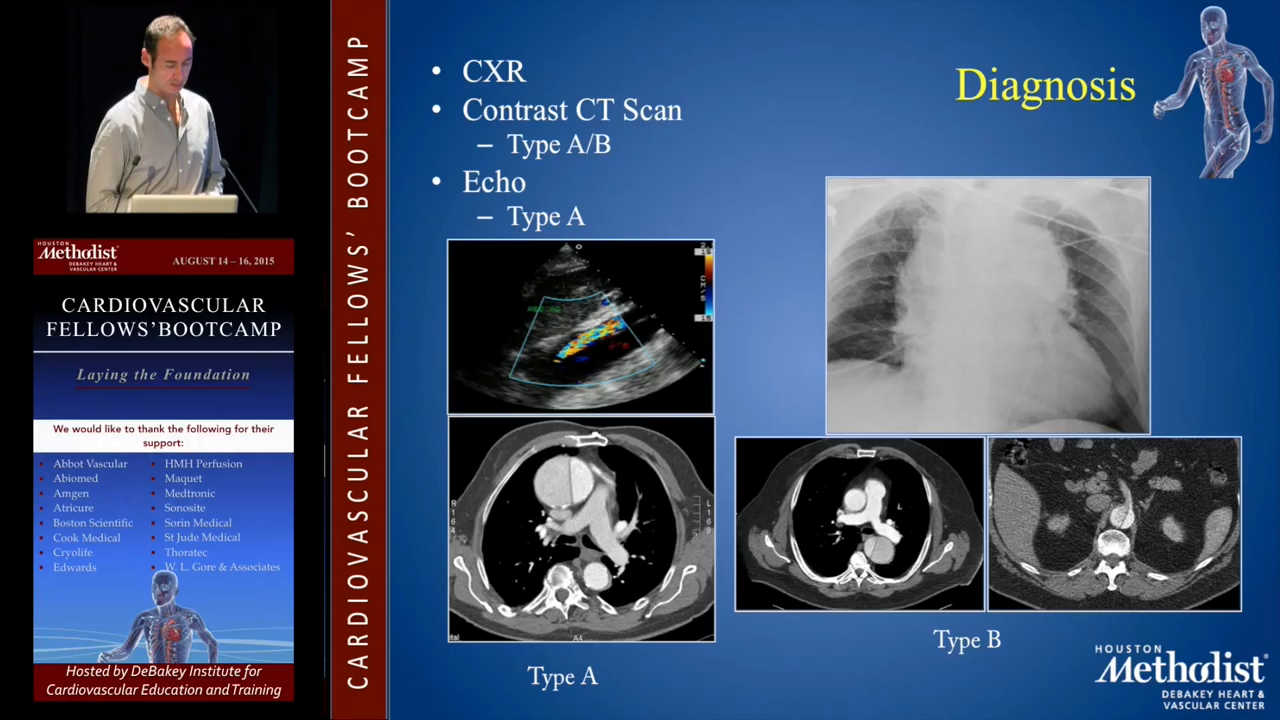 HOUSTON
Methodist
DEBAKEY HEART &
VASCULAR CENTER
AUGUST 14 – 16, 2015
CARDIOVASCULAR
FELLOWS’BOOTCAMP
Laying the Foundation
We would like to thank the following for their
support:
Abbot Vascular
Abiomed
Amgen
Atricure
Boston Scientific
Cook Medical
Cryolife
Edwards
HMH Perfusion
Maquet
Medtronic
Sonosite
Sorin Medical
St Jude Medical
Thoratec
W. L. Gore & Associates
Hosted by DeBakey Institute for
Cardiovascular Education and Training
CARDIOVASCULAR FELLOWS’ BOOTCAMP
Diagnosis
• CXR
• Contrast CT Scan
– Type A/B
• Echo
– Type A
CM/S
R
164
L
169
A4
Type A
L
Type B
HOUSTON
Methodist
DEBAKEY HEART &
VASCULAR CENTER